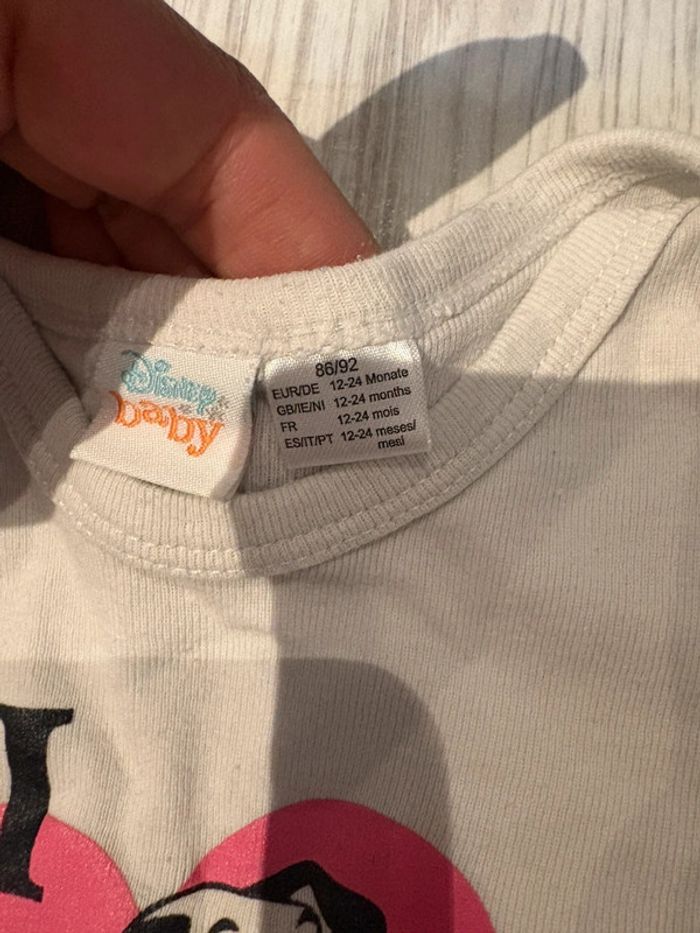 Disney
baby
86/92
EUR/DE 12-24 Monate
GB/IE/NI 12-24 months
FR 12-24 mois
ES/IT/PT 12-24 meses/
mesi
I